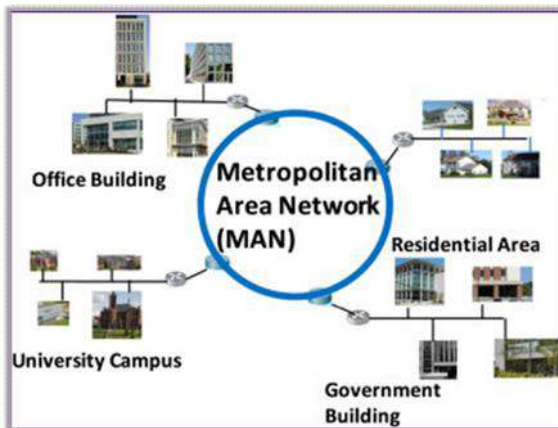 Metropolitan
Area Network
(MAN)
Office Building
Residential Area
University Campus
Government
Building